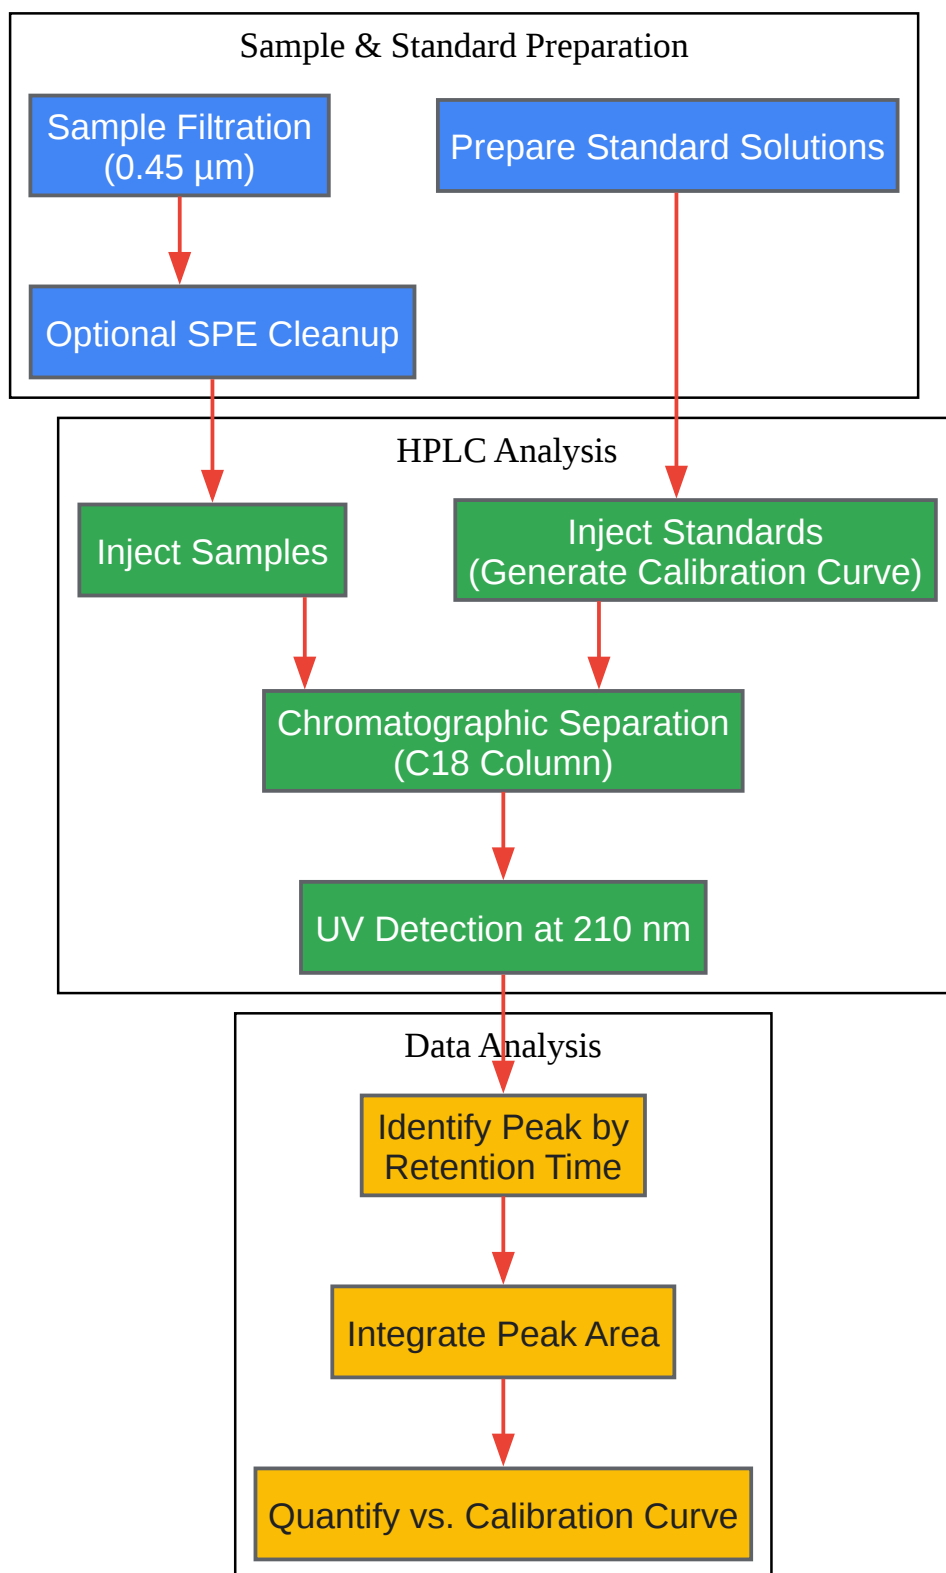 Sample & Standard Preparation
Sample Filtration
(0.45 µm)
Prepare Standard Solutions
Optional SPE Cleanup
HPLC Analysis
Inject Samples
Inject Standards
(Generate Calibration Curve)
Chromatographic Separation
(C18 Column)
UV Detection at 210 nm
Data Analysis
Identify Peak by
Retention Time
Integrate Peak Area
Quantify vs. Calibration Curve